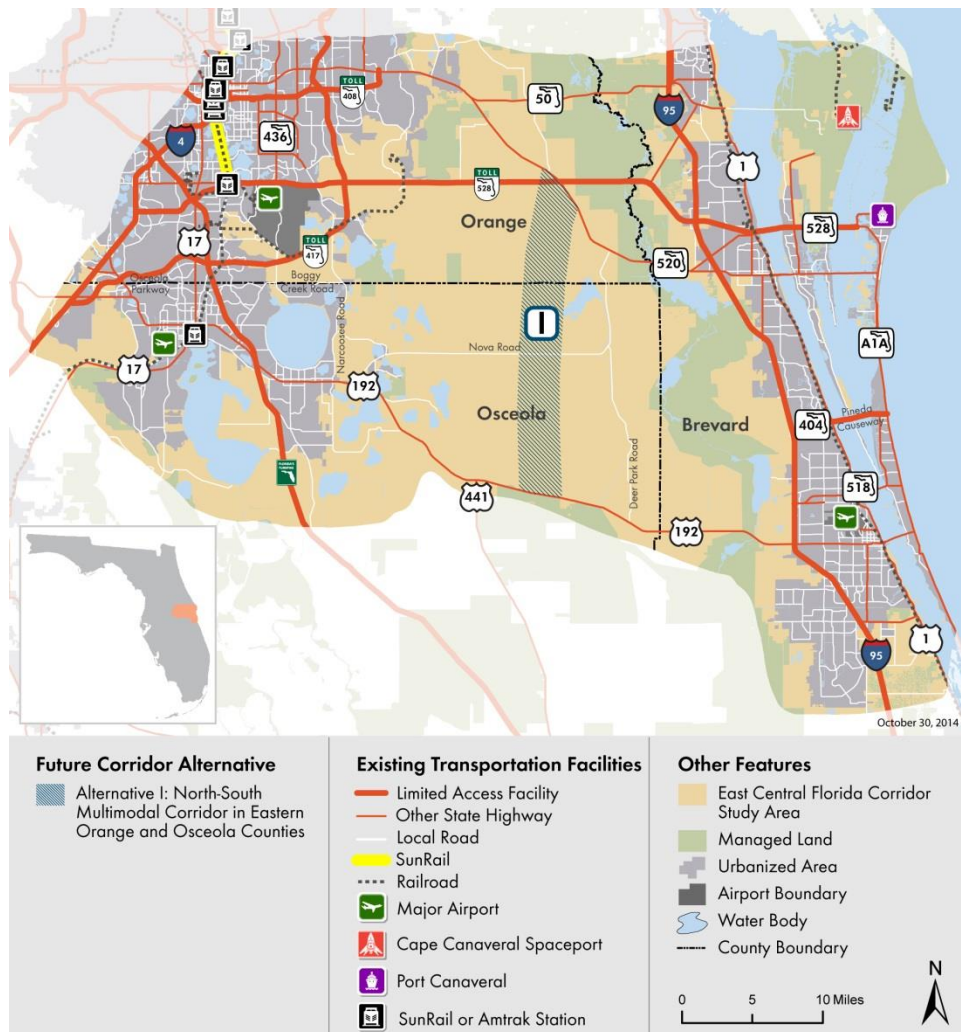 TOLL
408
50
95
4
436
1
TOLL
528
17
Orange
528
TOLL
417
520
Osceola
Parkway
Boggy
Creek Road
Narcoossee Road
I
A1A
17
Nova Road
192
Osceola
Brevard
404
Pineda
Causeway
Deer Park Road
518
441
192
1
95
October 30, 2014
Future Corridor Alternative
Alternative I: North-South
Multimodal Corridor in Eastern
Orange and Osceola Counties
Existing Transportation Facilities
Limited Access Facility
Other State Highway
Local Road
SunRail
Railroad
Major Airport
Cape Canaveral Spaceport
Port Canaveral
SunRail or Amtrak Station
Other Features
East Central Florida Corridor
Study Area
Managed Land
Urbanized Area
Airport Boundary
Water Body
County Boundary
N
0 5 10 Miles